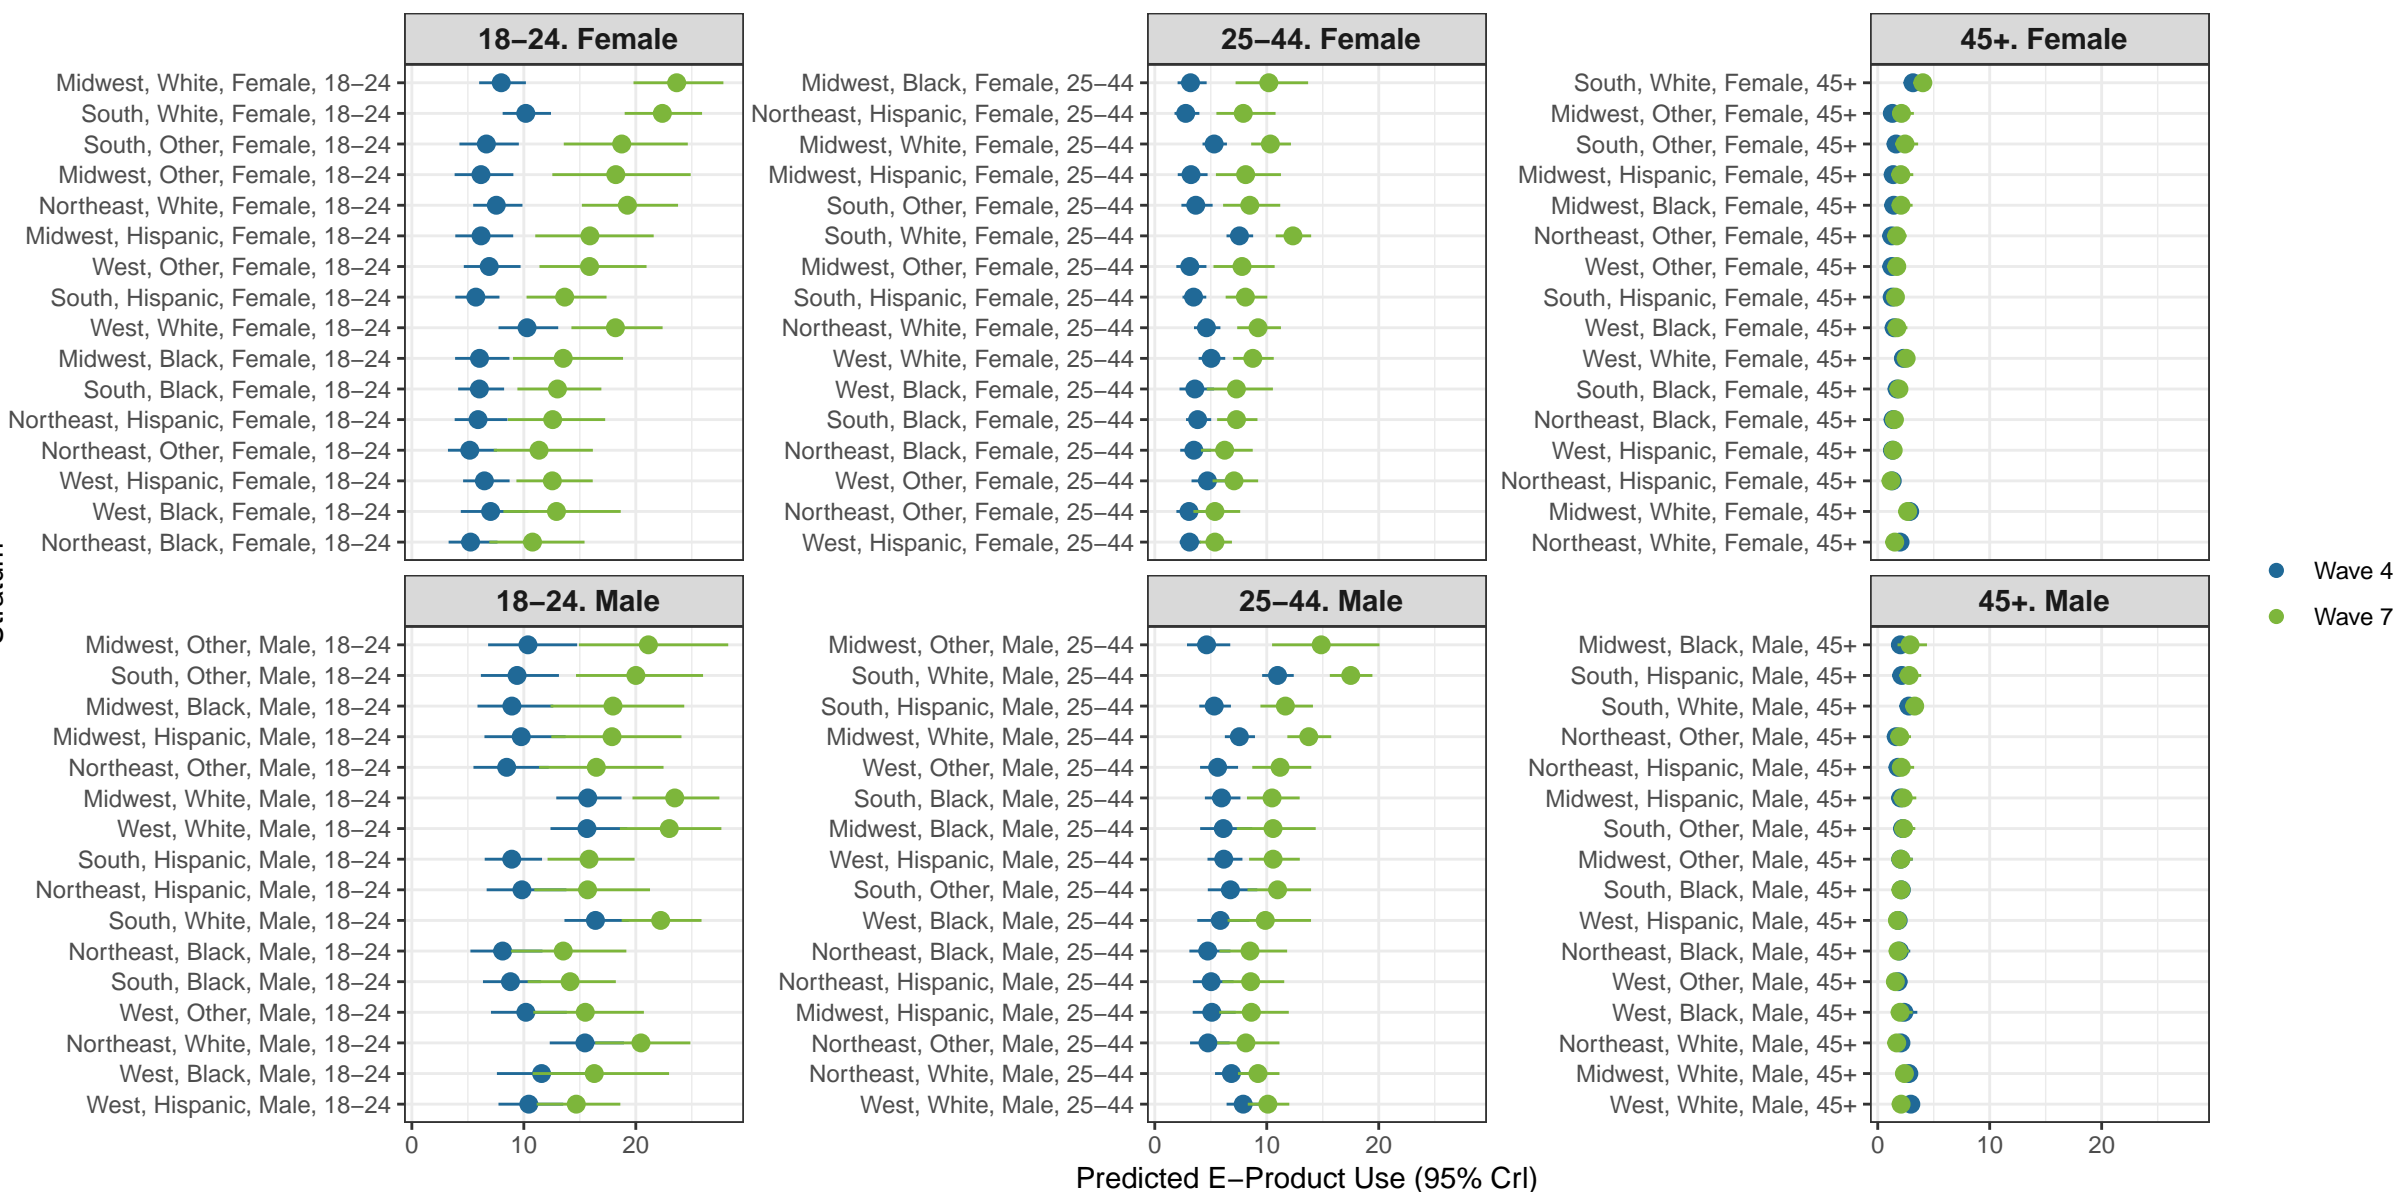 18−24. Female
Midwest, White, Female, 18−24
South, White, Female, 18−24
South, Other, Female, 18−24
Midwest, Other, Female, 18−24
Northeast, White, Female, 18−24
Midwest, Hispanic, Female, 18−24
West, Other, Female, 18−24
South, Hispanic, Female, 18−24
West, White, Female, 18−24
Midwest, Black, Female, 18−24
South, Black, Female, 18−24
Northeast, Hispanic, Female, 18−24
Northeast, Other, Female, 18−24
West, Hispanic, Female, 18−24
West, Black, Female, 18−24
Northeast, Black, Female, 18−24
25−44. Female
Midwest, Black, Female, 25−44
Northeast, Hispanic, Female, 25−44
Midwest, White, Female, 25−44
Midwest, Hispanic, Female, 25−44
South, Other, Female, 25−44
South, White, Female, 25−44
Midwest, Other, Female, 25−44
South, Hispanic, Female, 25−44
Northeast, White, Female, 25−44
West, White, Female, 25−44
West, Black, Female, 25−44
South, Black, Female, 25−44
Northeast, Black, Female, 25−44
West, Other, Female, 25−44
Northeast, Other, Female, 25−44
West, Hispanic, Female, 25−44
45+. Female
South, White, Female, 45+
Midwest, Other, Female, 45+
South, Other, Female, 45+
Midwest, Hispanic, Female, 45+
Midwest, Black, Female, 45+
Northeast, Other, Female, 45+
West, Other, Female, 45+
South, Hispanic, Female, 45+
West, Black, Female, 45+
West, White, Female, 45+
South, Black, Female, 45+
Northeast, Black, Female, 45+
West, Hispanic, Female, 45+
Northeast, Hispanic, Female, 45+
Midwest, White, Female, 45+
Northeast, White, Female, 45+
18−24. Male
Midwest, Other, Male, 18−24
South, Other, Male, 18−24
Midwest, Black, Male, 18−24
Midwest, Hispanic, Male, 18−24
Northeast, Other, Male, 18−24
Midwest, White, Male, 18−24
West, White, Male, 18−24
South, Hispanic, Male, 18−24
Northeast, Hispanic, Male, 18−24
South, White, Male, 18−24
Northeast, Black, Male, 18−24
South, Black, Male, 18−24
West, Other, Male, 18−24
Northeast, White, Male, 18−24
West, Black, Male, 18−24
West, Hispanic, Male, 18−24
0 10 20
25−44. Male
Midwest, Other, Male, 25−44
South, White, Male, 25−44
South, Hispanic, Male, 25−44
Midwest, White, Male, 25−44
West, Other, Male, 25−44
South, Black, Male, 25−44
Midwest, Black, Male, 25−44
West, Hispanic, Male, 25−44
South, Other, Male, 25−44
West, Black, Male, 25−44
Northeast, Black, Male, 25−44
Northeast, Hispanic, Male, 25−44
Midwest, Hispanic, Male, 25−44
Northeast, Other, Male, 25−44
Northeast, White, Male, 25−44
West, White, Male, 25−44
0 10 20
45+. Male
Midwest, Black, Male, 45+
South, Hispanic, Male, 45+
South, White, Male, 45+
Northeast, Other, Male, 45+
Northeast, Hispanic, Male, 45+
Midwest, Hispanic, Male, 45+
South, Other, Male, 45+
Midwest, Other, Male, 45+
South, Black, Male, 45+
West, Hispanic, Male, 45+
Northeast, Black, Male, 45+
West, Other, Male, 45+
West, Black, Male, 45+
Northeast, White, Male, 45+
Midwest, White, Male, 45+
West, White, Male, 45+
0 10 20
Predicted E−Product Use (95% CrI)
Wave 4
Wave 7